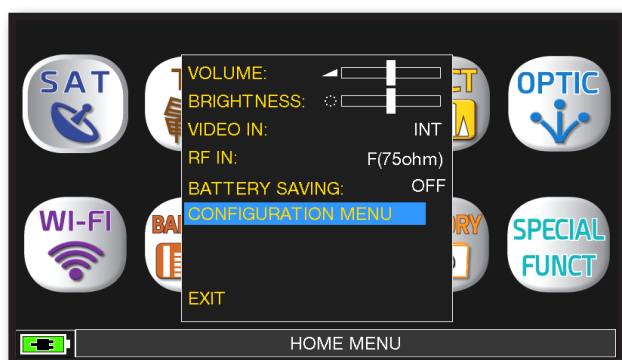 SAT
OPTIC
VOLUME:
BRIGHTNESS:
VIDEO IN: INT
RF IN: F(75ohm)
BATTERY SAVING: OFF
CONFIGURATION MENU
EXIT
WI-FI
SPECIAL
FUNCT
HOME MENU